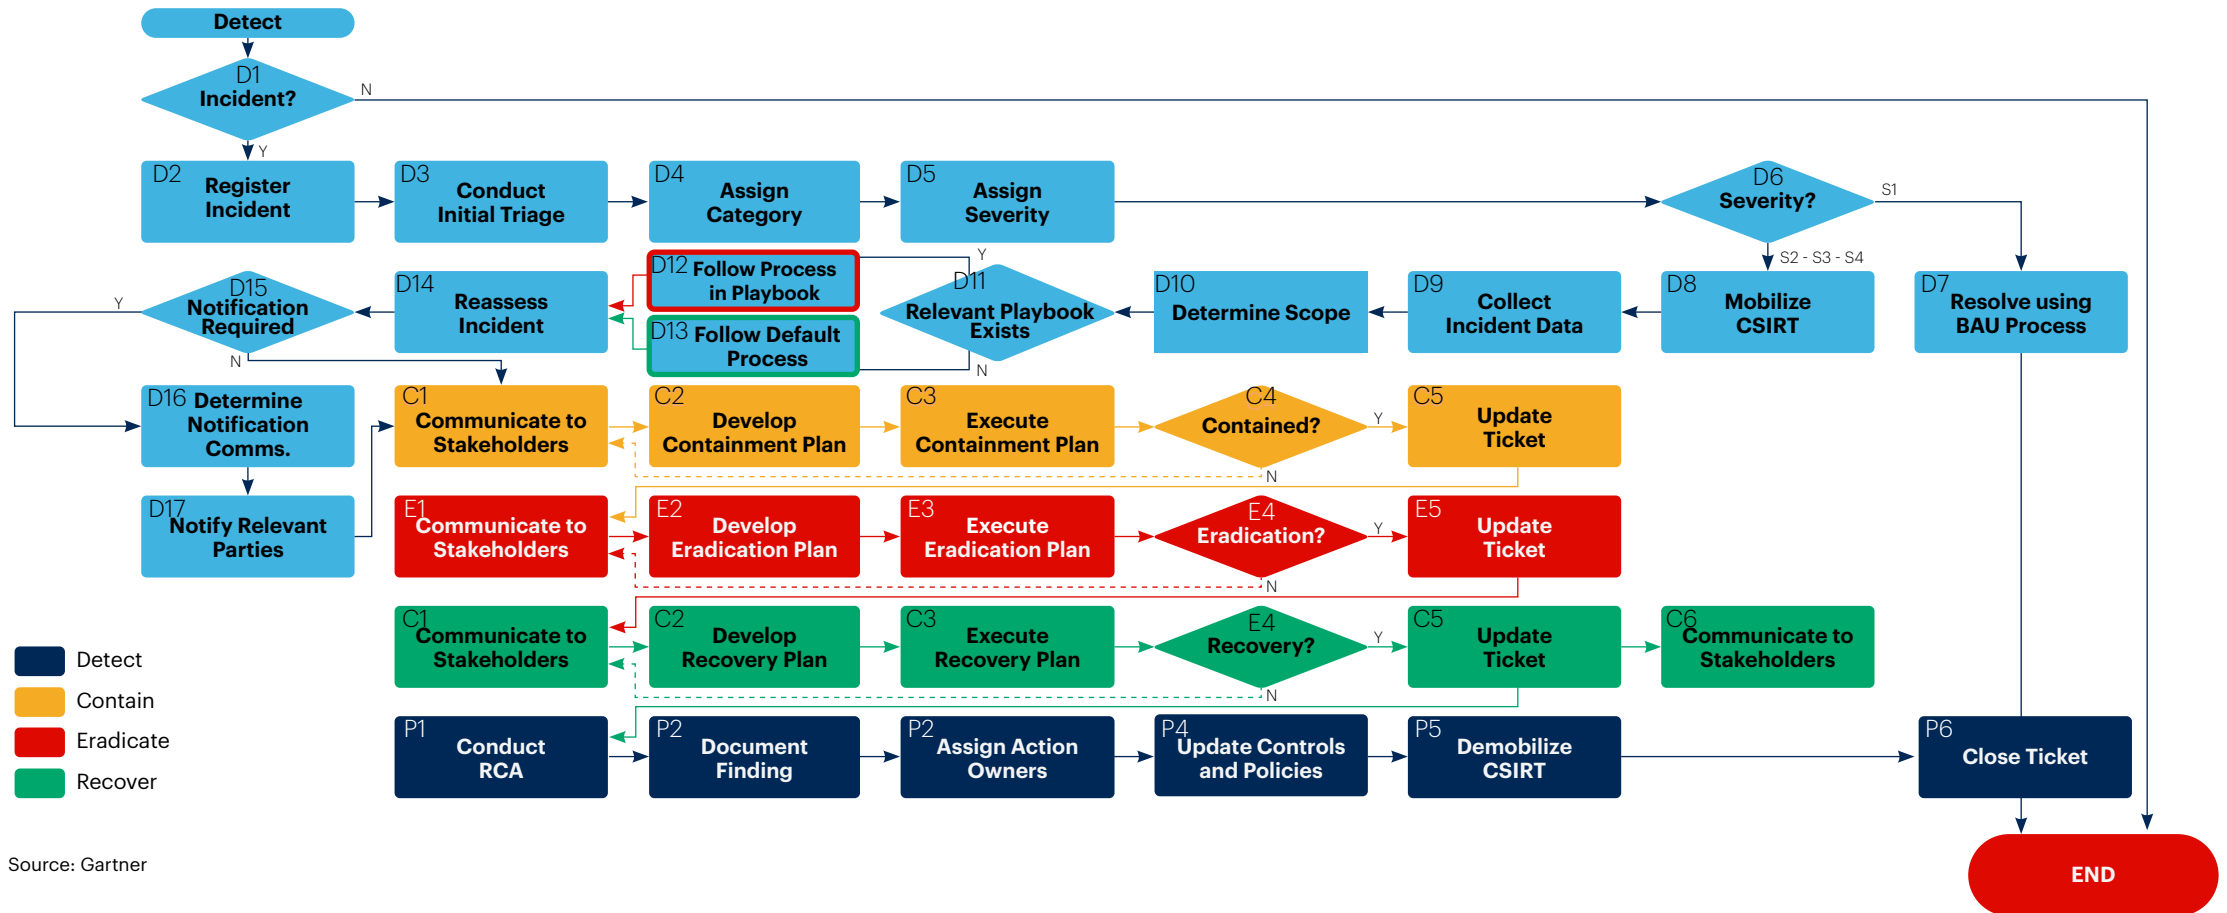 Detect
D1
Incident?
N
Y
D2
Register
Incident
D3
Conduct
Initial Triage
D4
Assign
Category
D5
Assign
Severity
D6
Severity?
S1
S2 - S3 - S4
D15
Notification
Required
Y
N
D14
Reassess
Incident
D12
Follow Process
in Playbook
D13
Follow Default
Process
Y
D11
Relevant Playbook
Exists
N
D10
Determine Scope
D9
Collect
Incident Data
D8
Mobilize
CSIRT
D7
Resolve using
BAU Process
D16
Determine
Notification
Comms.
C1
Communicate to
Stakeholders
C2
Develop
Containment Plan
C3
Execute
Containment Plan
C4
Contained?
Y
N
C5
Update
Ticket
D17
Notify Relevant
Parties
E1
Communicate to
Stakeholders
E2
Develop
Eradication Plan
E3
Execute
Eradication Plan
E4
Eradication?
Y
N
E5
Update
Ticket
C1
Communicate to
Stakeholders
C2
Develop
Recovery Plan
C3
Execute
Recovery Plan
E4
Recovery?
Y
N
C5
Update
Ticket
C6
Communicate to
Stakeholders
P1
Conduct
RCA
P2
Document
Finding
P2
Assign Action
Owners
P4
Update Controls
and Policies
P5
Demobilize
CSIRT
P6
Close Ticket
END
Detect
Contain
Eradicate
Recover
Source: Gartner